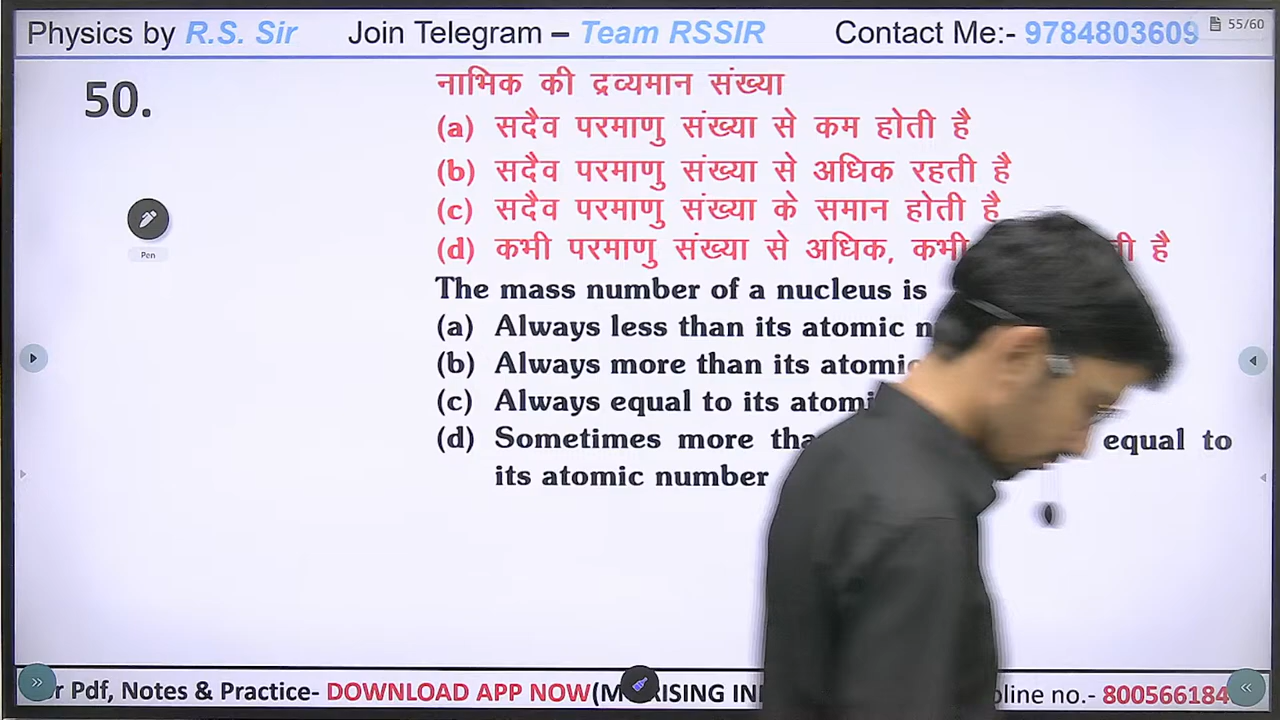 Physics by R.S. Sir Join Telegram – Team RSSIR Contact Me:- 9784803609 55/60
50.
नाभिक की द्रव्यमान संख्या
(a) सदैव परमाणु संख्या से कम होती है
(b) सदैव परमाणु संख्या से अधिक रहती है
(c) सदैव परमाणु संख्या के समान होती है
(d) कभी परमाणु संख्या से अधिक, कभी है
Pen
The mass number of a nucleus is
(a) Always less than its atomic
(b) Always more than its atomic
(c) Always equal to its
(d) Sometimes more equal to
its atomic number
Pdf, Notes & Practice- DOWNLOAD APP NOW RISING no.- 800566184